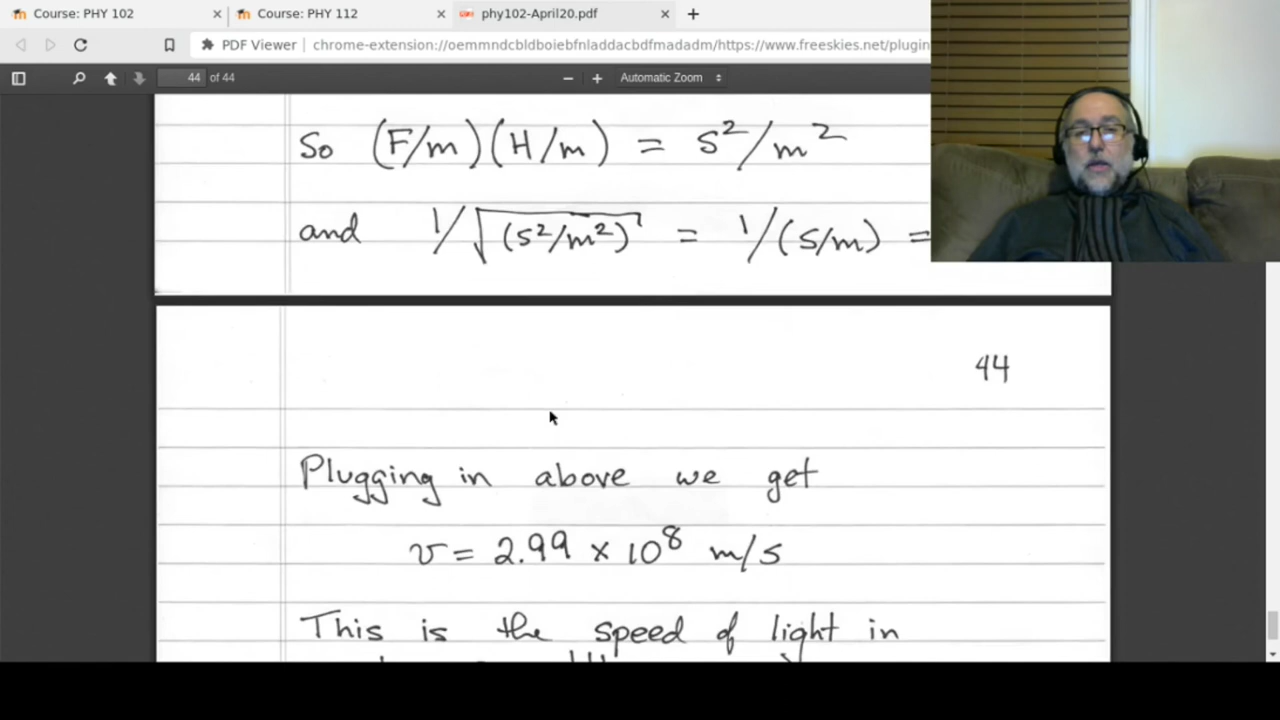 Course: PHY 102
Course: PHY 112
phy102-April20.pdf
PDF Viewer
chrome-extension://oemmndcbldboiebfnladdacbdfmadadm/https://www.freeskies.net/plugin
44 of 44
Automatic Zoom
So (F/m)(H/m) = s²/m²
and 1/√(s²/m²) = 1/(s/m) =
44
Plugging in above we get
v = 2.99 × 10⁸ m/s
This is the speed of light in